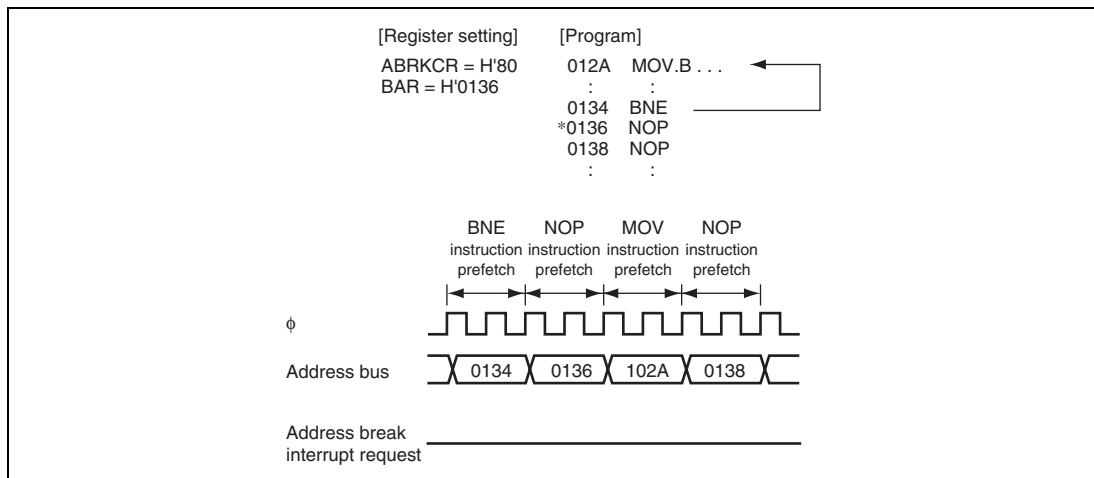 [Register setting] [Program]
ABRKCR = H'80 012A MOV.B . . .
BAR = H'0136 : :
0134 BNE
*0136 NOP
0138 NOP
: :
BNE NOP MOV NOP
instruction instruction instruction instruction
prefetch prefetch prefetch prefetch
φ
Address bus 0134 0136 102A 0138
Address break
interrupt request